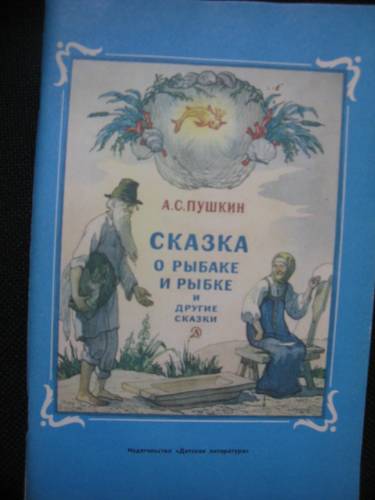 А.С.ПУШКИН
СКАЗКА
О РЫБАКЕ
И РЫБКЕ
И
ДРУГИЕ
СКАЗКИ
Издательство «Детская литература»